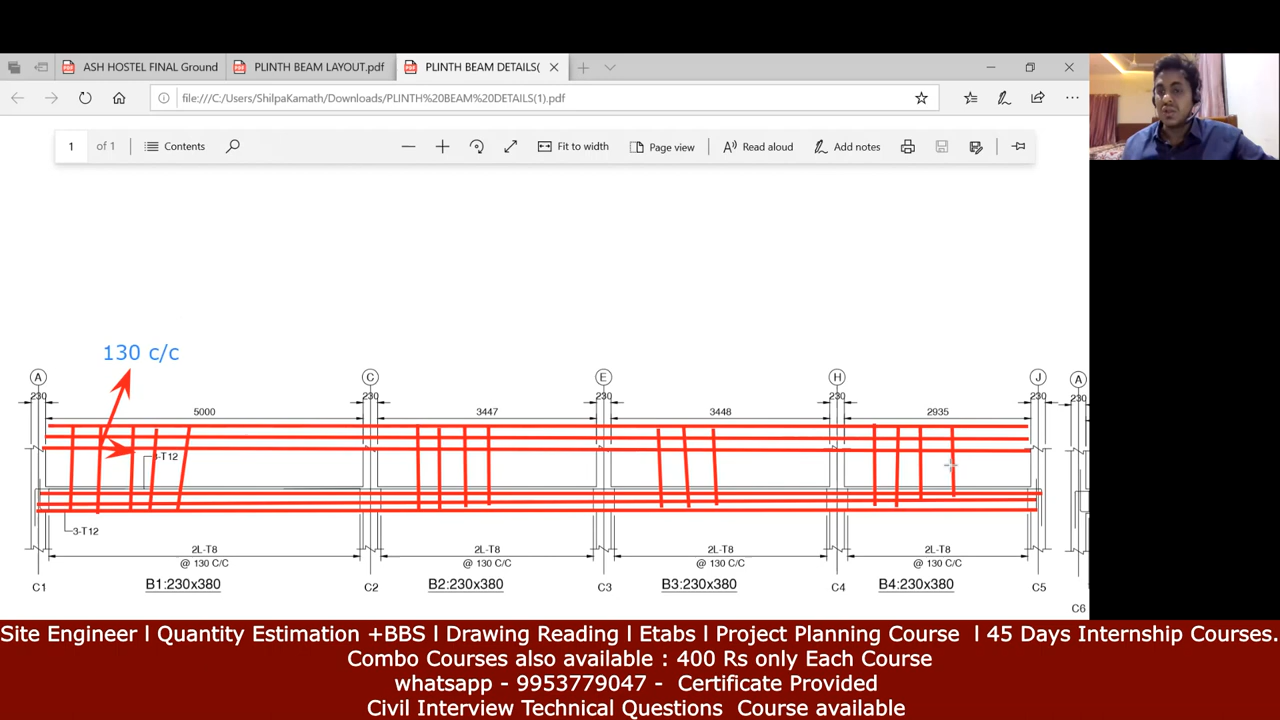 ASH HOSTEL FINAL Ground
PLINTH BEAM LAYOUT.pdf
PLINTH BEAM DETAILS(
file:///C:/Users/ShilpaKamath/Downloads/PLINTH%20BEAM%20DETAILS(1).pdf
1 of 1 Contents Fit to width Page view Read aloud Add notes
130 c/c
A C E H J A
230 230 230 230 230 230
5000 3447 3448 2935
3-T12
3-T12
2L-T8 2L-T8 2L-T8 2L-T8
@ 130 C/C @ 130 C/C @ 130 C/C @ 130 C/C
C1 B1:230x380 C2 B2:230x380 C3 B3:230x380 C4 B4:230x380 C5
C6
Site Engineer l Quantity Estimation +BBS l Drawing Reading l Etabs l Project Planning Course l 45 Days Internship Courses.
Combo Courses also available : 400 Rs only Each Course
whatsapp - 9953779047 - Certificate Provided
Civil Interview Technical Questions Course available